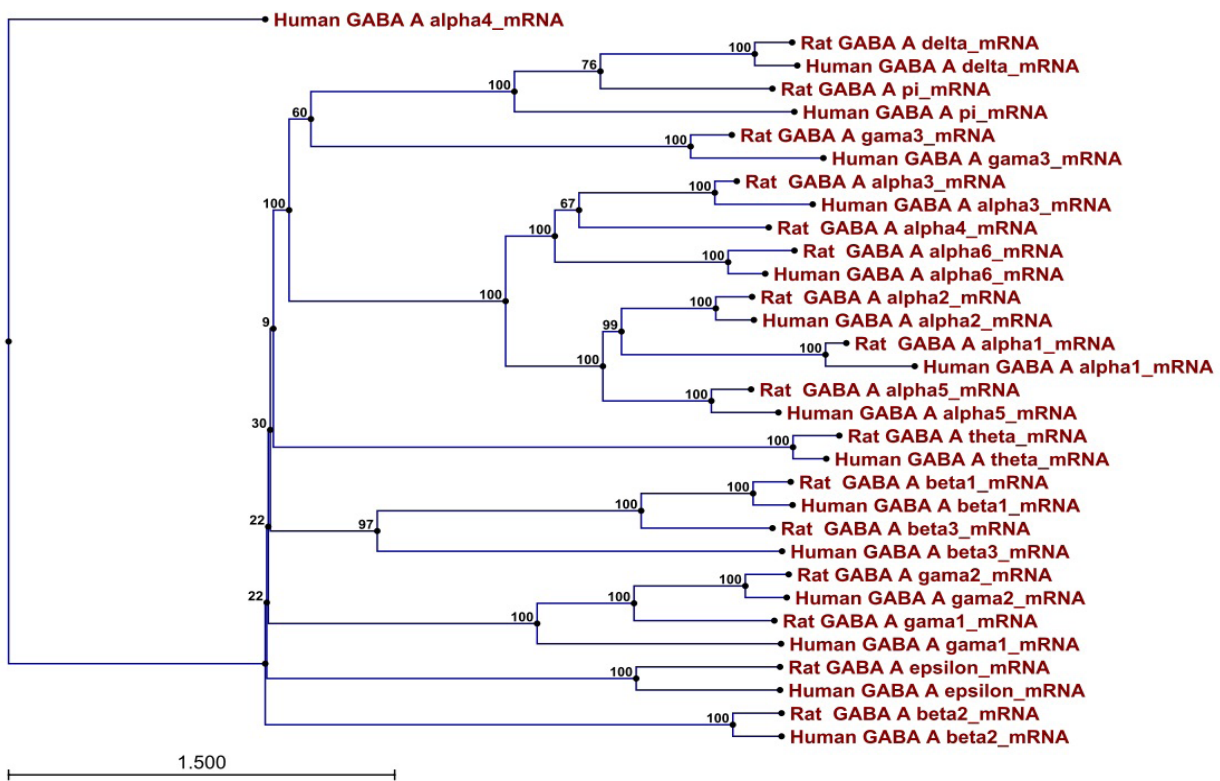 Human GABA A alpha4_mRNA
Rat GABA A delta_mRNA
100
Human GABA A delta_mRNA
76
Rat GABA A pi_mRNA
100
Human GABA A pi_mRNA
60
Rat GABA A gama3_mRNA
100
Human GABA A gama3_mRNA
Rat GABA A alpha3_mRNA
100
Human GABA A alpha3_mRNA
100
67
Rat GABA A alpha4_mRNA
100
Rat GABA A alpha6_mRNA
100
Human GABA A alpha6_mRNA
100
Rat GABA A alpha2_mRNA
100
Human GABA A alpha2_mRNA
9
99
Rat GABA A alpha1_mRNA
100
Human GABA A alpha1_mRNA
100
Rat GABA A alpha5_mRNA
100
Human GABA A alpha5_mRNA
30
Rat GABA A theta_mRNA
100
Human GABA A theta_mRNA
Rat GABA A beta1_mRNA
100
Human GABA A beta1_mRNA
100
22
97
Rat GABA A beta3_mRNA
Human GABA A beta3_mRNA
Rat GABA A gama2_mRNA
100
Human GABA A gama2_mRNA
22
100
Rat GABA A gama1_mRNA
100
Human GABA A gama1_mRNA
Rat GABA A epsilon_mRNA
100
Human GABA A epsilon_mRNA
Rat GABA A beta2_mRNA
100
Human GABA A beta2_mRNA
1.500